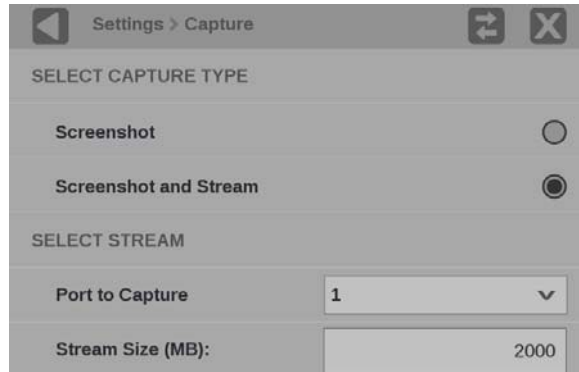 Settings > Capture
SELECT CAPTURE TYPE
Screenshot
Screenshot and Stream
SELECT STREAM
Port to Capture 1
Stream Size (MB): 2000